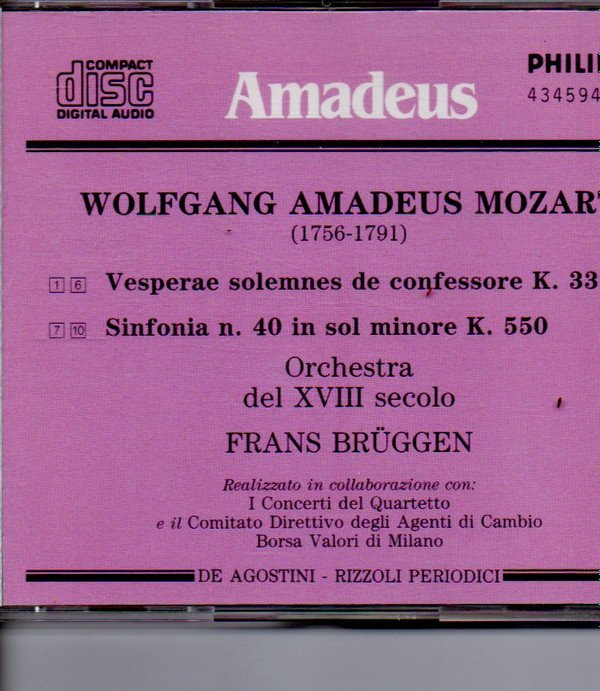 COMPACT
disc
DIGITAL AUDIO
Amadeus
PHILI
434594
WOLFGANG AMADEUS MOZAR
(1756-1791)
1 6 Vesperae solemnes de confessore K. 33
7 10 Sinfonia n. 40 in sol minore K. 550
Orchestra
del XVIII secolo
FRANS BRÜGGEN
Realizzato in collaborazione con:
I Concerti del Quartetto
e il Comitato Direttivo degli Agenti di Cambio
Borsa Valori di Milano
DE AGOSTINI - RIZZOLI PERIODICI